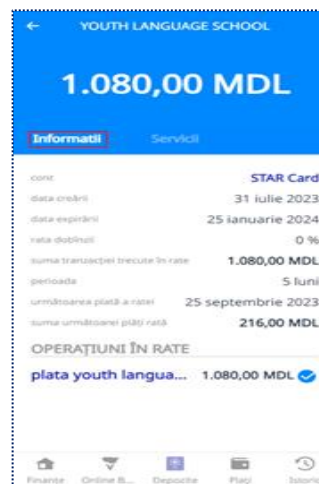 YOUTH LANGUAGE SCHOOL
1.080,00 MDL
Informații Servicii
cont STAR Card
data creării 31 iulie 2023
data expirării 25 ianuarie 2024
rata dobînzii 0 %
suma tranzacției trecute în rate 1.080,00 MDL
perioada 5 luni
următoarea plată a ratei 25 septembrie 2023
suma următoarei plăți rată 216,00 MDL
OPERAȚIUNI ÎN RATE
plata youth langua... 1.080,00 MDL
Finanțe Online B... Depozite Plăți Istoric